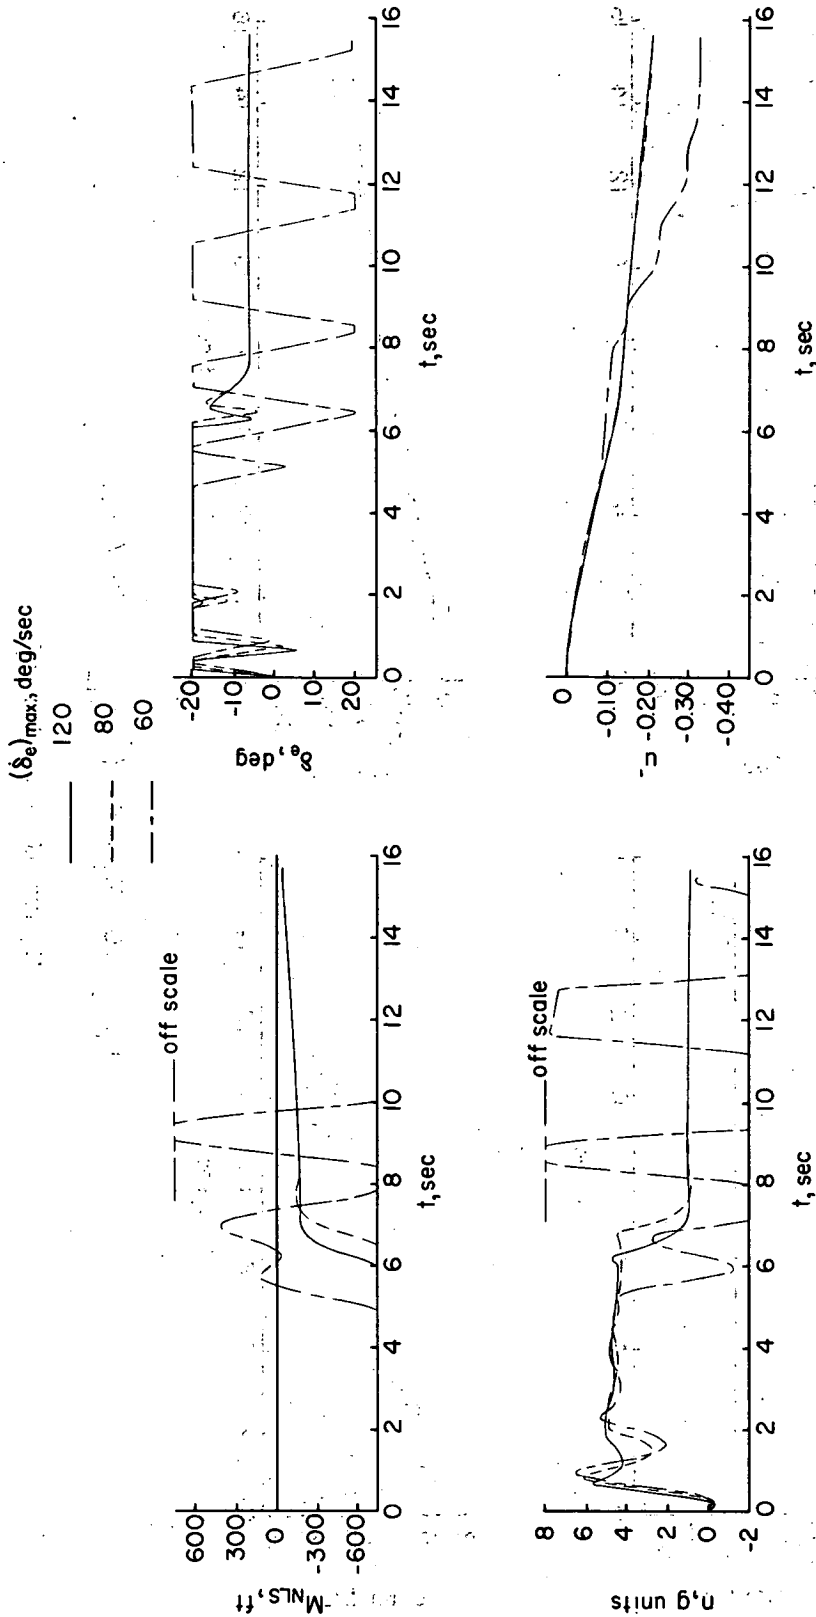 (δ̇e)max., deg/sec
120
80
60
off scale
600
300
0
-300
-600
MNLS, ft
0 2 4 6 8 10 12 14 16
t, sec
-20
-10
0
10
20
δe, deg
0 2 4 6 8 10 12 14 16
t, sec
off scale
8
6
4
2
0
-2
n, g units
0 2 4 6 8 10 12 14 16
t, sec
0
-0.10
-0.20
-0.30
-0.40
0 2 4 6 8 10 12 14 16
t, sec